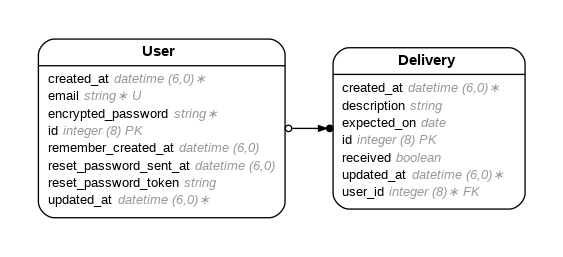 User
created_at datetime (6,0)∗
email string∗ U
encrypted_password string∗
id integer (8) PK
remember_created_at datetime (6,0)
reset_password_sent_at datetime (6,0)
reset_password_token string
updated_at datetime (6,0)∗
Delivery
created_at datetime (6,0)∗
description string
expected_on date
id integer (8) PK
received boolean
updated_at datetime (6,0)∗
user_id integer (8)∗ FK